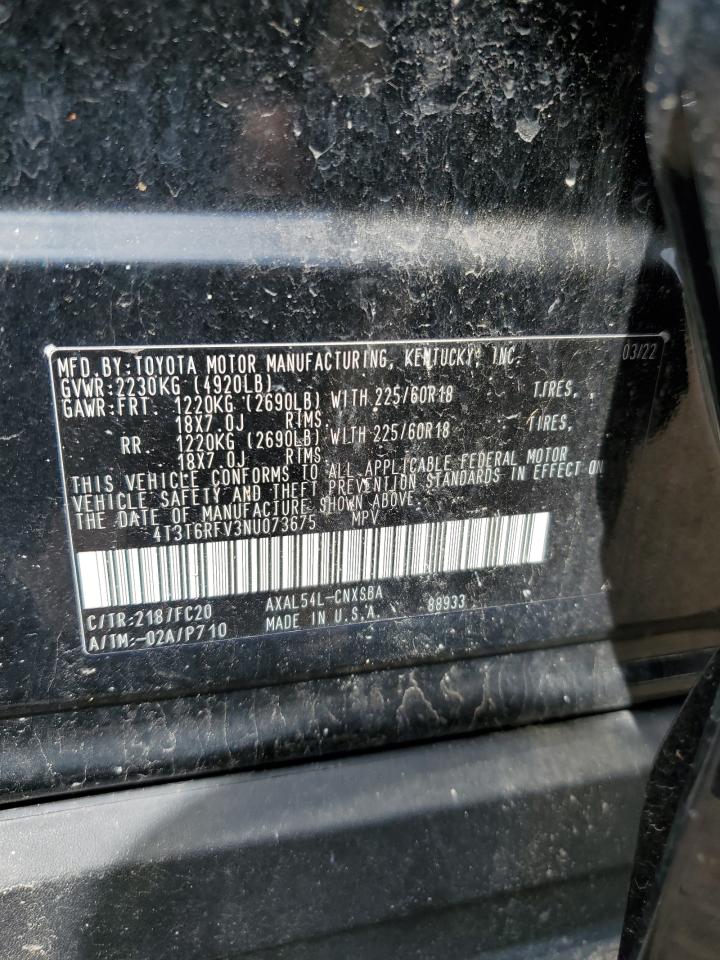 MFD. BY: TOYOTA MOTOR MANUFACTURING, KENTUCKY, INC. 03/22
GVWR: 2230KG (4920LB)
GAWR: FRT. 1220KG (2690LB) WITH 225/60R18 TIRES,
18X7.0J RIMS.
RR 1220KG (2690LB) WITH 225/60R18 TIRES,
18X7.0J RIMS.
THIS VEHICLE CONFORMS TO ALL APPLICABLE FEDERAL MOTOR
VEHICLE SAFETY AND THEFT PREVENTION STANDARDS IN EFFECT ON
THE DATE OF MANUFACTURE SHOWN ABOVE.
4T3T6RFV3NU073675 MPV
C/TR: 218/FC20 AXAL54L-CNXSBA
A/TM: -02A/P710 MADE IN U.S.A. 88933